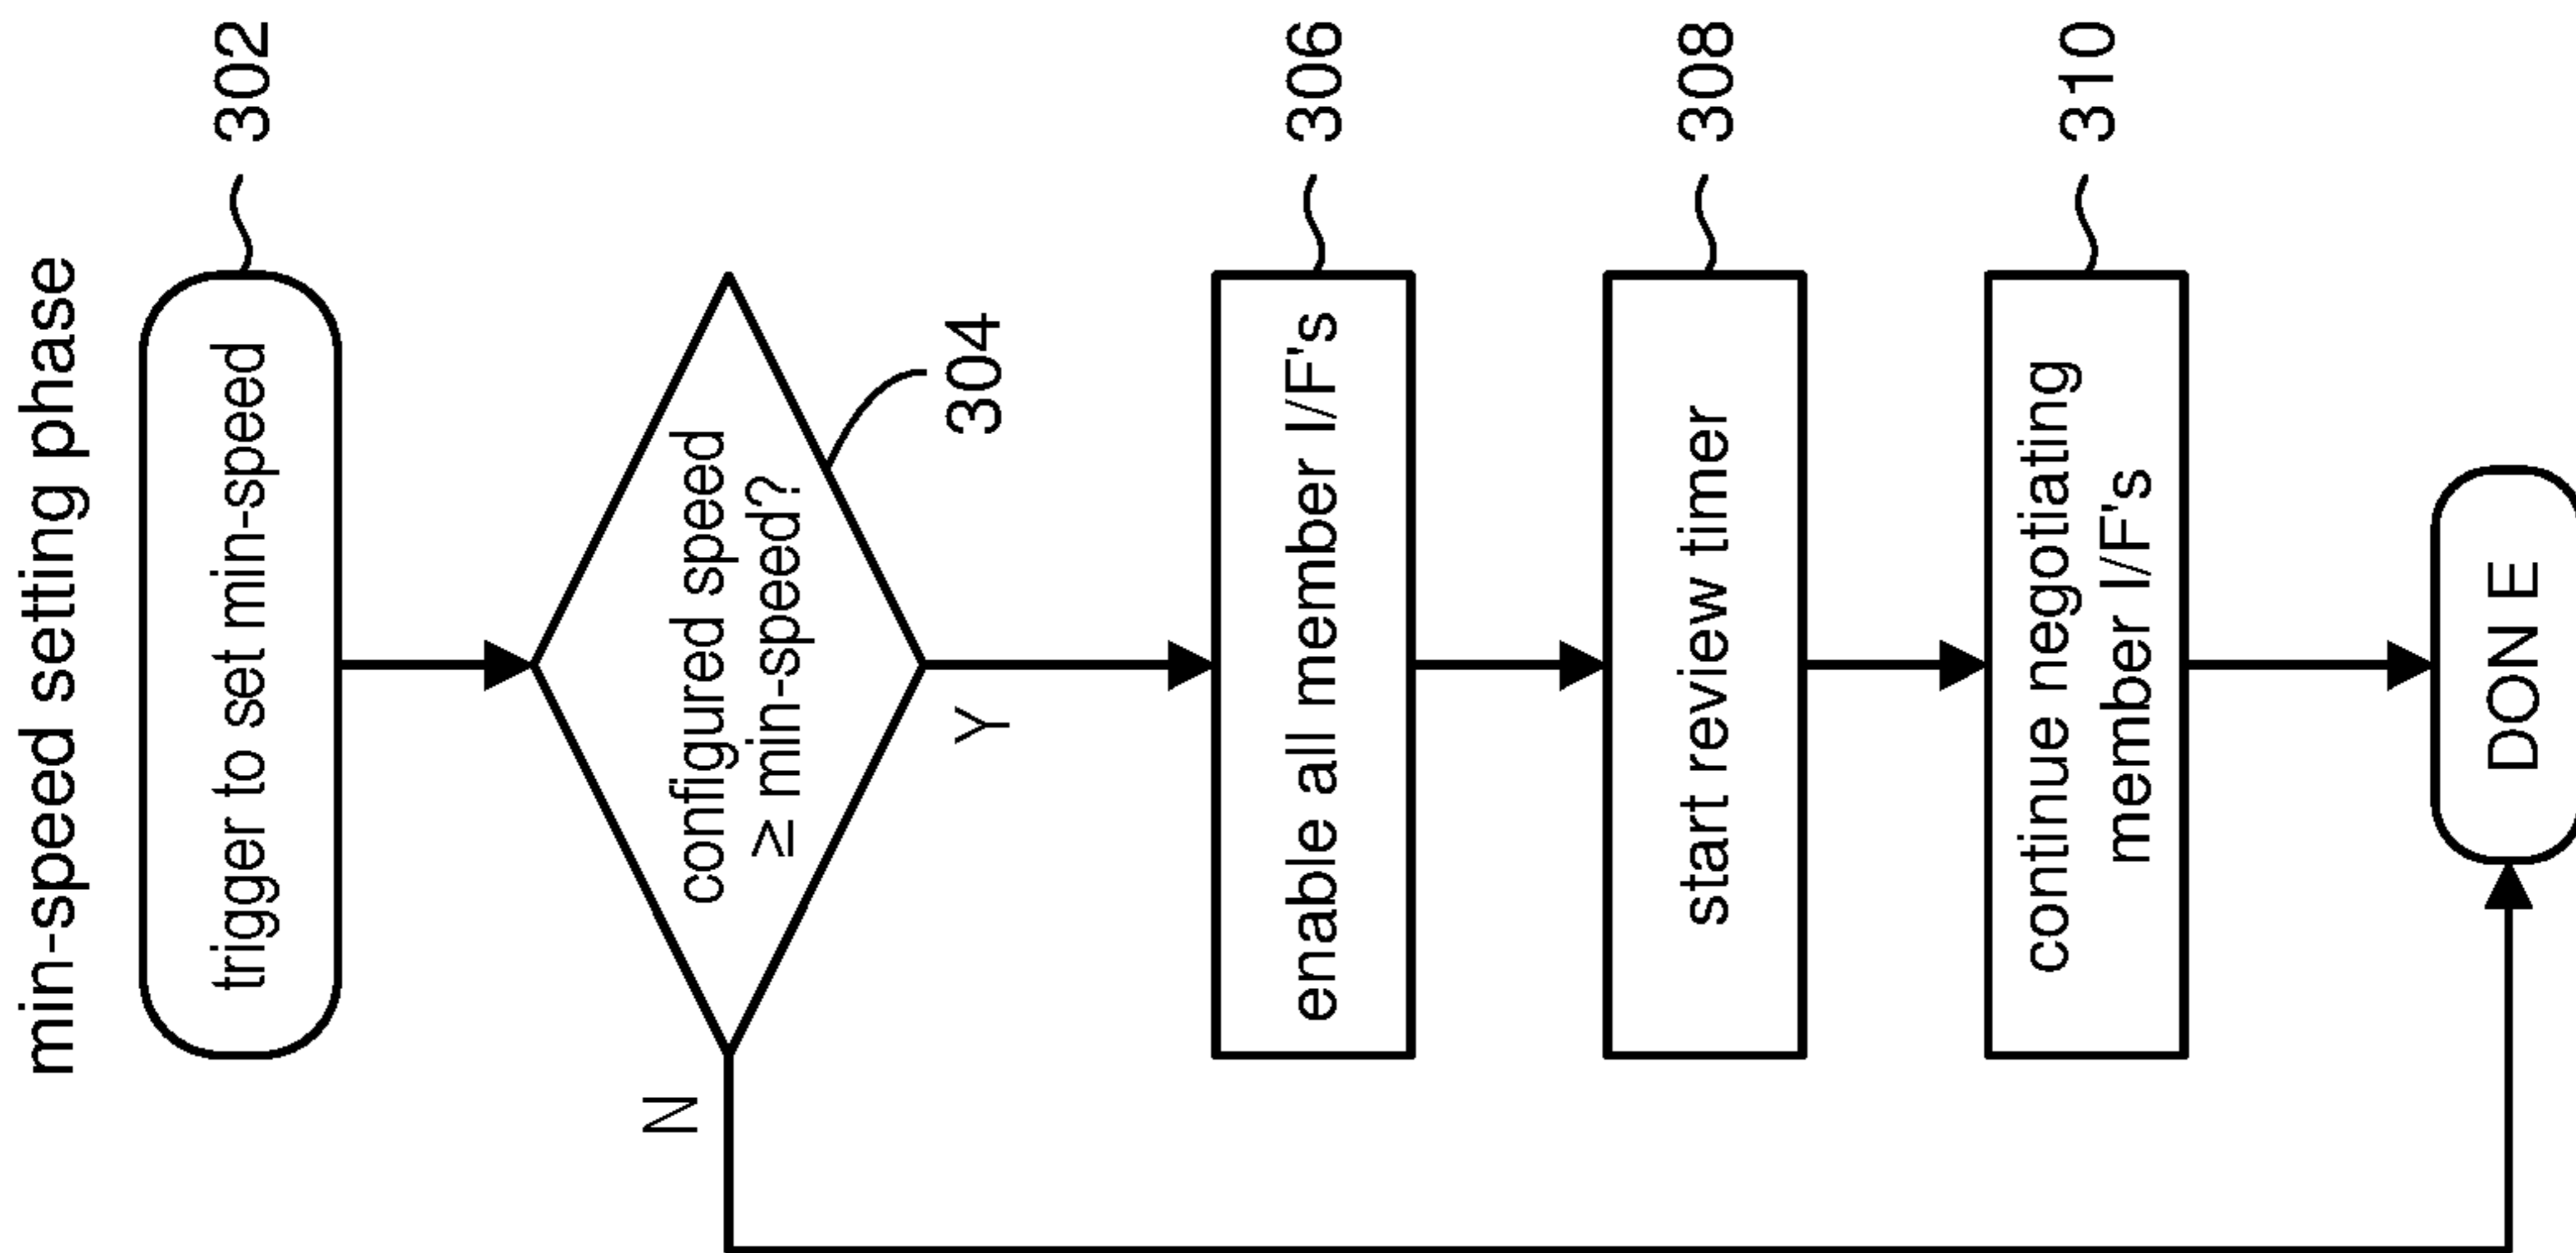 min-speed setting phase
trigger to set min-speed
302
configured speed
≥ min-speed?
304
N
Y
enable all member I/F's
306
start review timer
308
continue negotiating
member I/F's
310
DONE